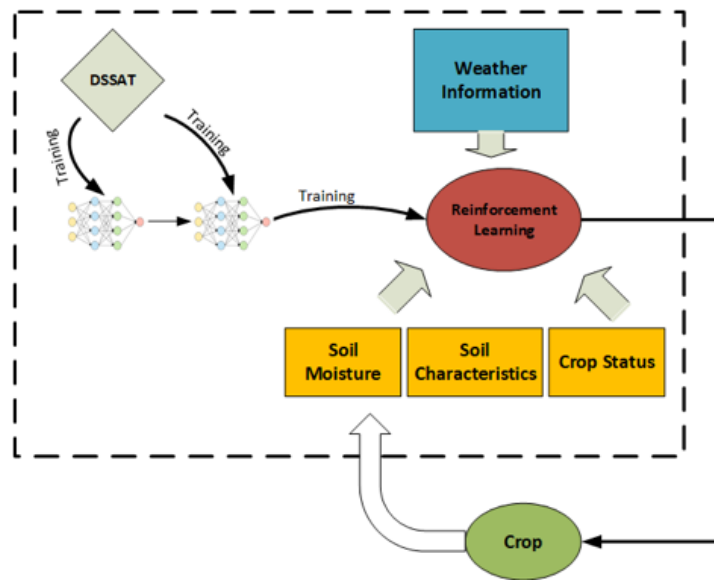 DSSAT
Weather
Information
Training
Training
Training
Reinforcement
Learning
Soil
Moisture
Soil
Characteristics
Crop Status
Crop